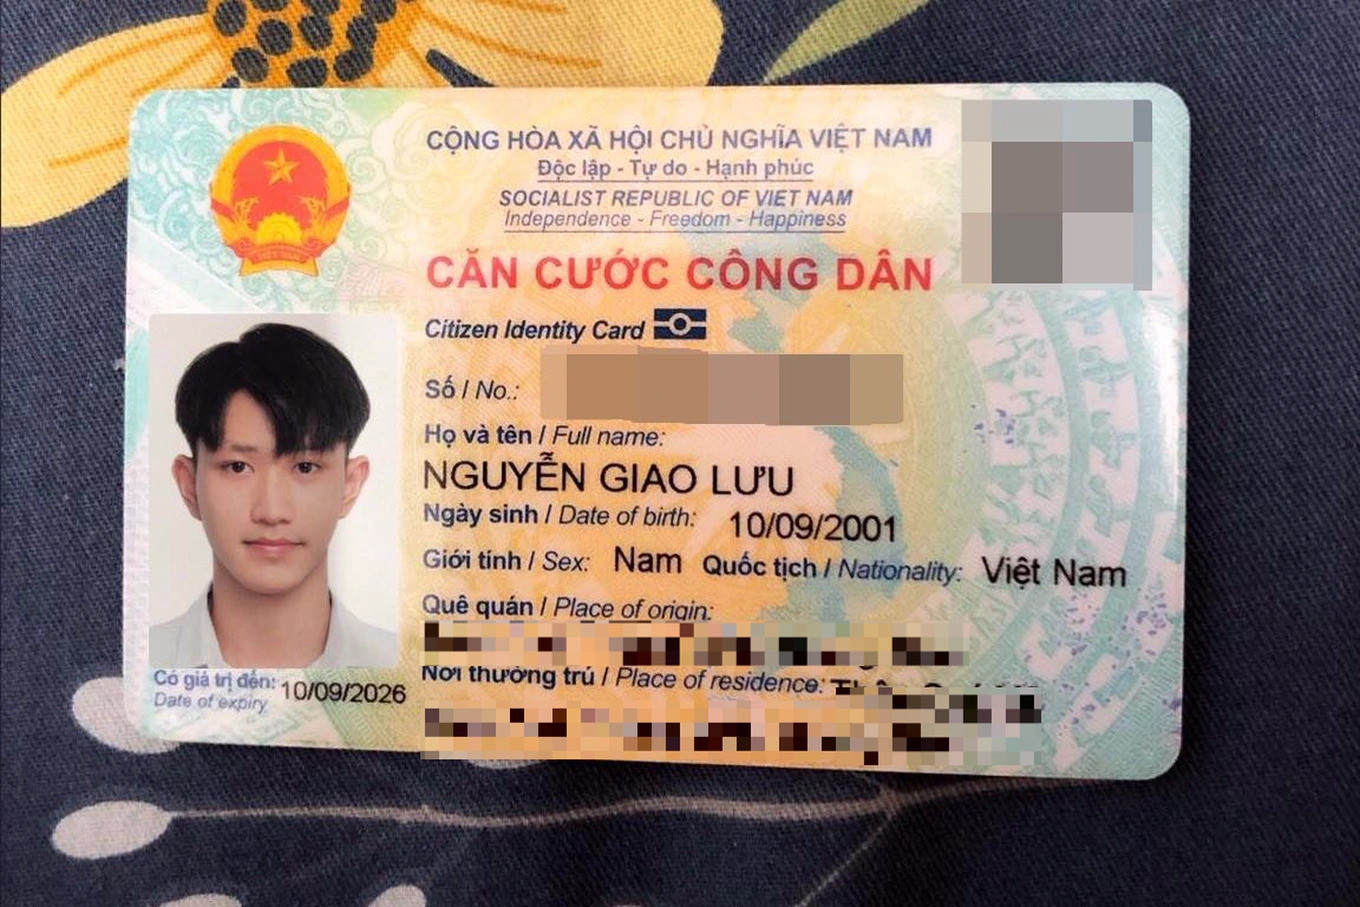 CỘNG HÒA XÃ HỘI CHỦ NGHĨA VIỆT NAM
Độc lập - Tự do - Hạnh phúc
SOCIALIST REPUBLIC OF VIET NAM
Independence - Freedom - Happiness
CĂN CƯỚC CÔNG DÂN
Citizen Identity Card
Số / No.:
Họ và tên / Full name:
NGUYỄN GIAO LƯU
Ngày sinh / Date of birth: 10/09/2001
Giới tính / Sex: Nam Quốc tịch / Nationality: Việt Nam
Quê quán / Place of origin:
Nơi thường trú / Place of residence:
Có giá trị đến: 10/09/2026
Date of expiry